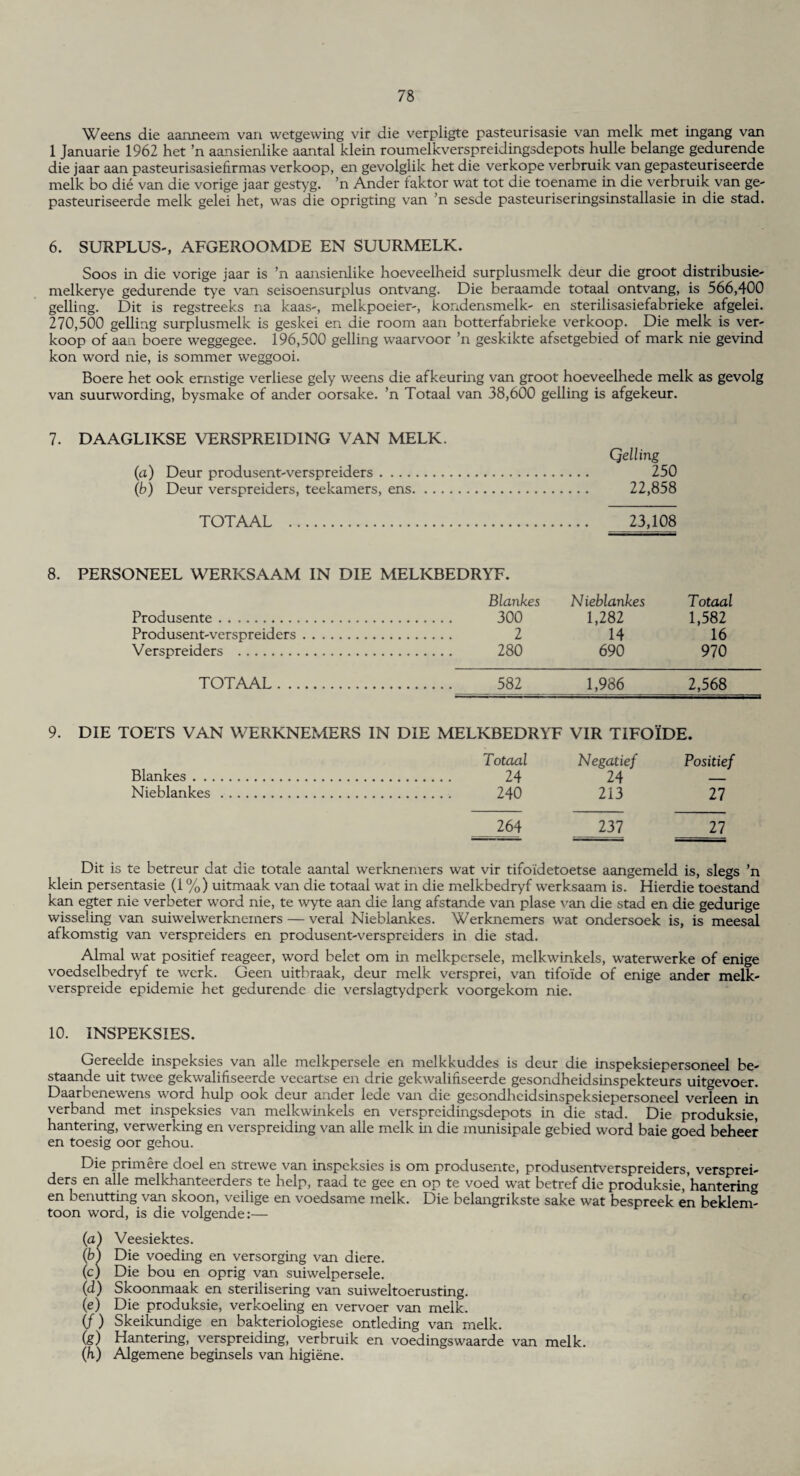 78
Weens die aanneem van wetgewing vir die verpligte pasteurisasie van melk met ingang van
1 Januarie 1962 het ’n aansienlike aantal klein roumelkverspreidingsdepots hulle belange gedurende
die jaar aan pasteurisasiefirmas verkoop, en gevolglik het die verkope verbruik van gepasteuriseerde
melk bo dié van die vorige jaar gestyg. ’n Ander faktor wat tot die toename in die verbruik van ge-
pasteuriseerde melk gelei het, was die oprigting van ’n sesde pasteuriseringsinstallasie in die stad.
6. SURPLUS-, AFGEROOMDE EN SUURMELK.
Soos in die vorige jaar is ’n aansienlike hoeveelheid surplusmelk deur die groot distribusie-
melkerye gedurende tye van seisoensurplus ontvang. Die beraamde totaal ontvang, is 566,400
gelling. Dit is regstreeks na kaas-, melkpoeier-, kondensmelk- en sterilisasiefabrieke afgelei.
270,500 gelling surplusmelk is geskei en die room aan botterfabrieke verkoop. Die melk is ver-
koop of aan boere weggegee. 196,500 gelling waarvoor ’n geskikte afsetgebied of mark nie gevind
kon word nie, is sommer weggooi.
Boere het ook ernstige verliese gely weens die afkeuring van groot hoeveelhede melk as gevolg
van suurwording, bysmake of ander oorsake. ’n Totaal van 38,600 gelling is afgekeur.
7. DAAGLIKSE VERSPREIDING VAN MELK.
Gelling
(a) Deur produsent-verspreiders . . . . . . . . . . 250
(b) Deur verspreiders, teekamers, ens. . . . . . . . . . 22,858
TOTAAL . . . . . . . . . . 23,108
8. PERSONEEL WERKSAAM IN DIE MELKBEDRYF.
Blankes Nieblankes Totaal
Produsente . . . . . . . . . . 300 1,282 1,582
Produsent-verspreiders . . . . . . . . . . 2 14 16
Verspreiders . . . . . . . . . . 280 690 970
TOTAAL . . . . . . . . . . 582 1,986 2,568
9. DIE TOETS VAN WERKNEMERS IN DIE MELKBEDRYF VIR TIFOÏDE.
Totaal Negatief Positief
Blankes . . . . . . . . . . 24 24 —
Nieblankes . . . . . . . . . . 240 213 27
264 237 27
Dit is te betreur dat die totale aantal werknemers wat vir tifoïdetoetse aangemeld is, slegs ’n
klein persentasie (1%) uitmaak van die totaal wat in die melkbedryf werksaam is. Hierdie toestand
kan egter nie verbeter word nie, te wyte aan die lang afstande van plase van die stad en die gedurige
wisseling van suiwelwerknemers — veral Nieblankes. Werknemers wat ondersoek is, is meesal
afkomstig van verspreiders en produsent-verspreiders in die stad.
Almal wat positief reageer, word belet om in melkpersele, melkwinkels, waterwerke of enige
voedselbedryf te werk. Geen uitbraak, deur melk versprei, van tifoïde of enige ander melk-
verspreide epidemie het gedurende die verslagtydperk voorgekom nie.
10. INSPEKSIES.
Gereelde inspeksies van alle melkpersele en melkkuddes is deur die inspeksiepersoneel be-
staande uit twee gekwalifiseerde veeartse en drie gekwalifiseerde gesondheidsinspekteurs uitgevoer.
Daarbenewens word hulp ook deur ander lede van die gesondheidsinspeksiepersoneel verleen in
verband met inspeksies van melkwinkels en verspreidingsdepots in die stad. Die produksie,
hantering, verwerking en verspreiding van alle melk in die munisipale gebied word baie goed beheer
en toesig oor gehou.
Die primêre doel en strewe van inspeksies is om produsente, produsentverspreiders, versprei-
ders en alle melkhanteerders te help, raad te gee en op te voed wat betref die produksie, hantering
en benutting van skoon, veilige en voedsame melk. Die belangrikste sake wat bespreek en beklem-
toon word, is die volgende:—
(a) Veesiektes.
(b) Die voeding en versorging van diere.
(c) Die bou en oprig van suiwelpersele.
(d) Skoonmaak en sterilisering van suiweltoerusting.
(e) Die produksie, verkoeling en vervoer van melk.
(f) Skeikundige en bakteriologiese ontleding van melk.
(g) Hantering, verspreiding, verbruik en voedingswaarde van melk.
(h) Algemene beginsels van higiëne.